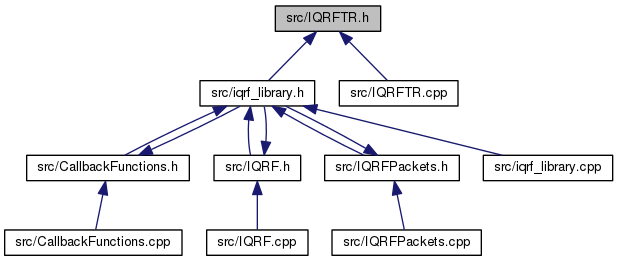 src/IQRFTR.h
src/iqrf_library.h
src/IQRFTR.cpp
src/CallbackFunctions.h
src/IQRF.h
src/IQRFPackets.h
src/iqrf_library.cpp
src/CallbackFunctions.cpp
src/IQRF.cpp
src/IQRFPackets.cpp